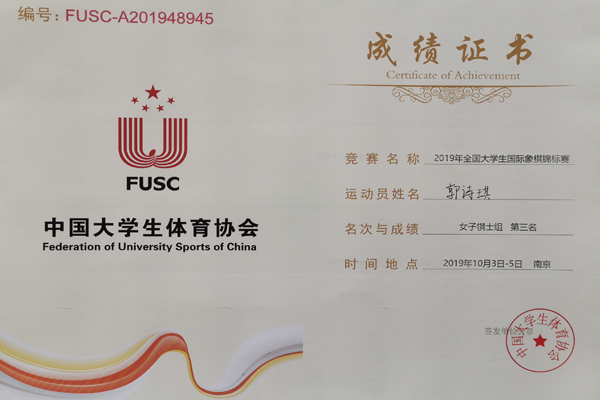 编号: FUSC-A201948945
FUSC
中国大学生体育协会
Federation of University Sports of China
成绩证书
Certificate of Achievement
竞赛名称 2019年全国大学生国际象棋锦标赛
运动员姓名 郭诗琪
名次与成绩 女子棋士组 第三名
时间地点 2019年10月3日-5日 南京
签发单位盖章
中国大学生体育协会